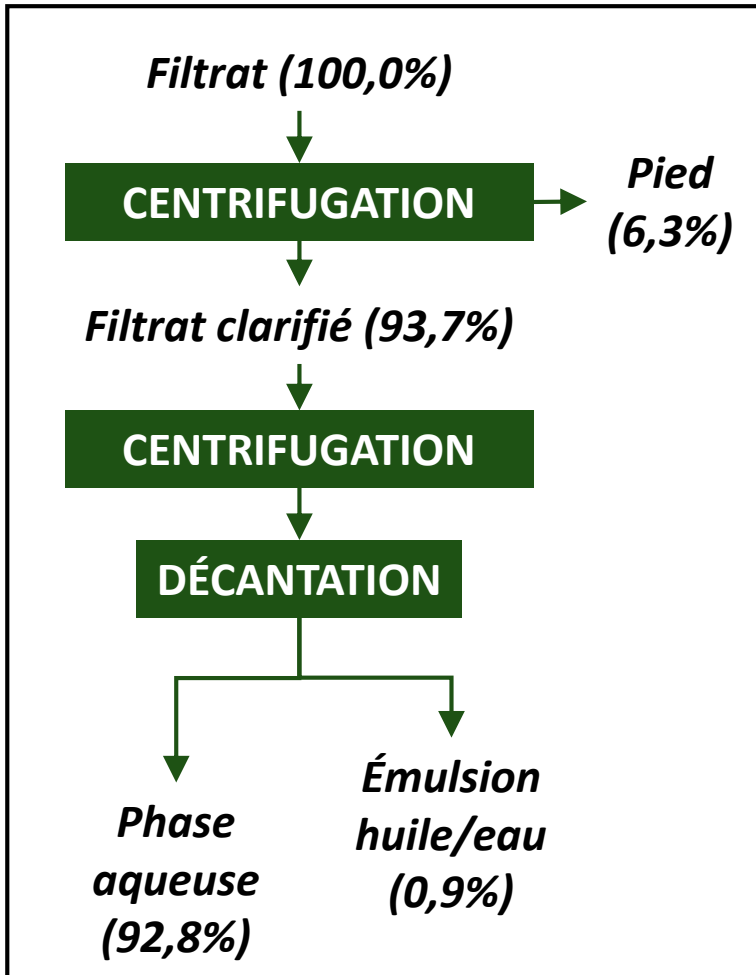 Filtrat (100,0%)
CENTRIFUGATION
Pied
(6,3%)
Filtrat clarifié (93,7%)
CENTRIFUGATION
DÉCANTATION
Phase
aqueuse
(92,8%)
Émulsion
huile/eau
(0,9%)